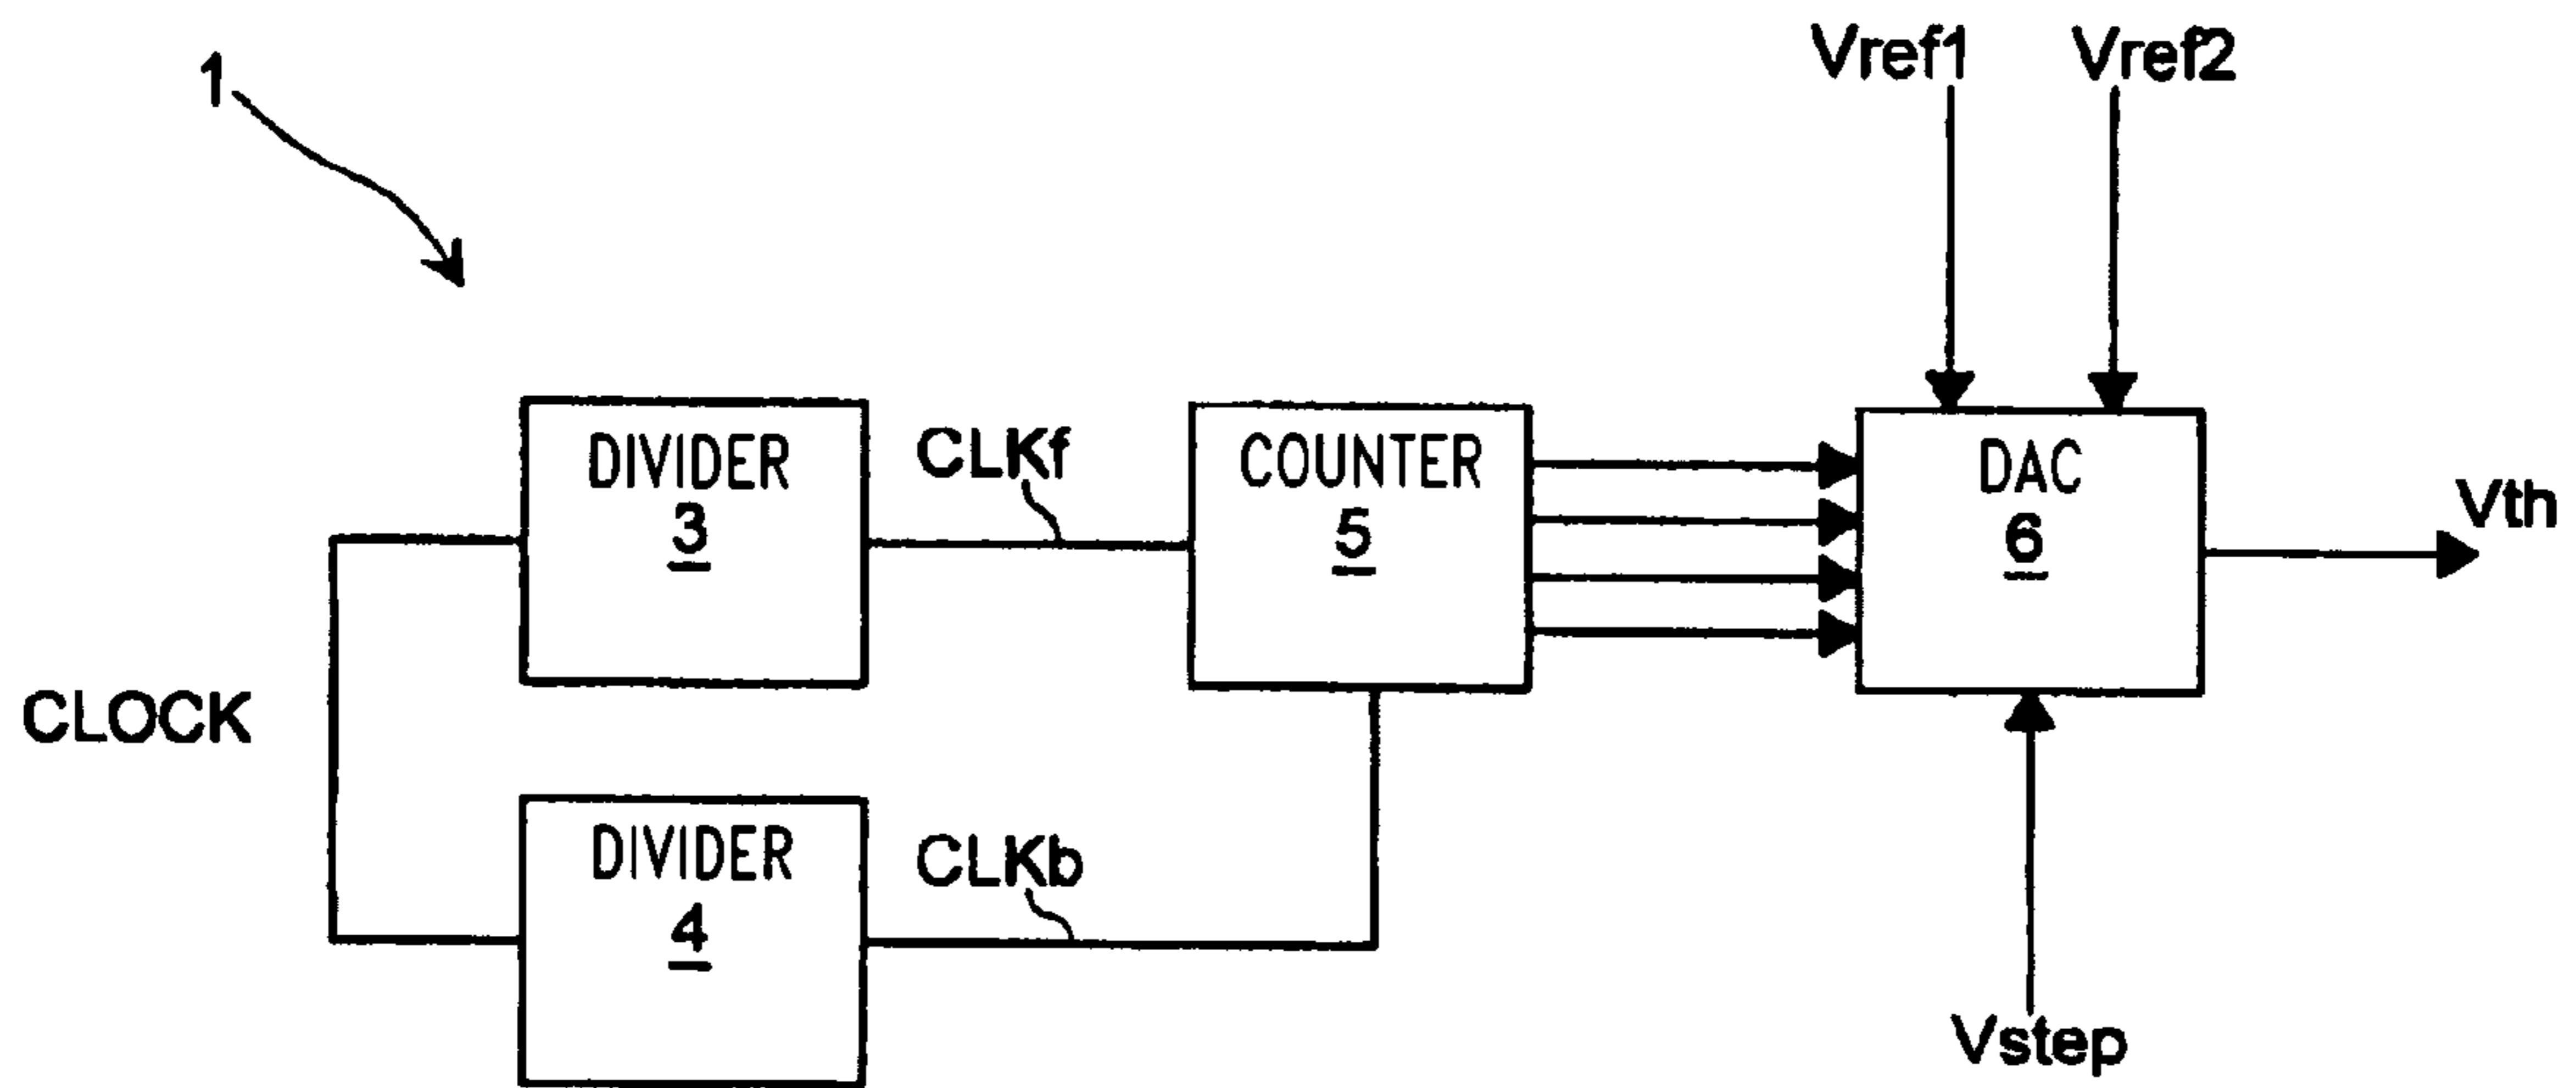 1
Vref1
Vref2
DIVIDER
3
CLKf
COUNTER
5
DAC
6
Vth
CLOCK
DIVIDER
4
CLKb
Vstep